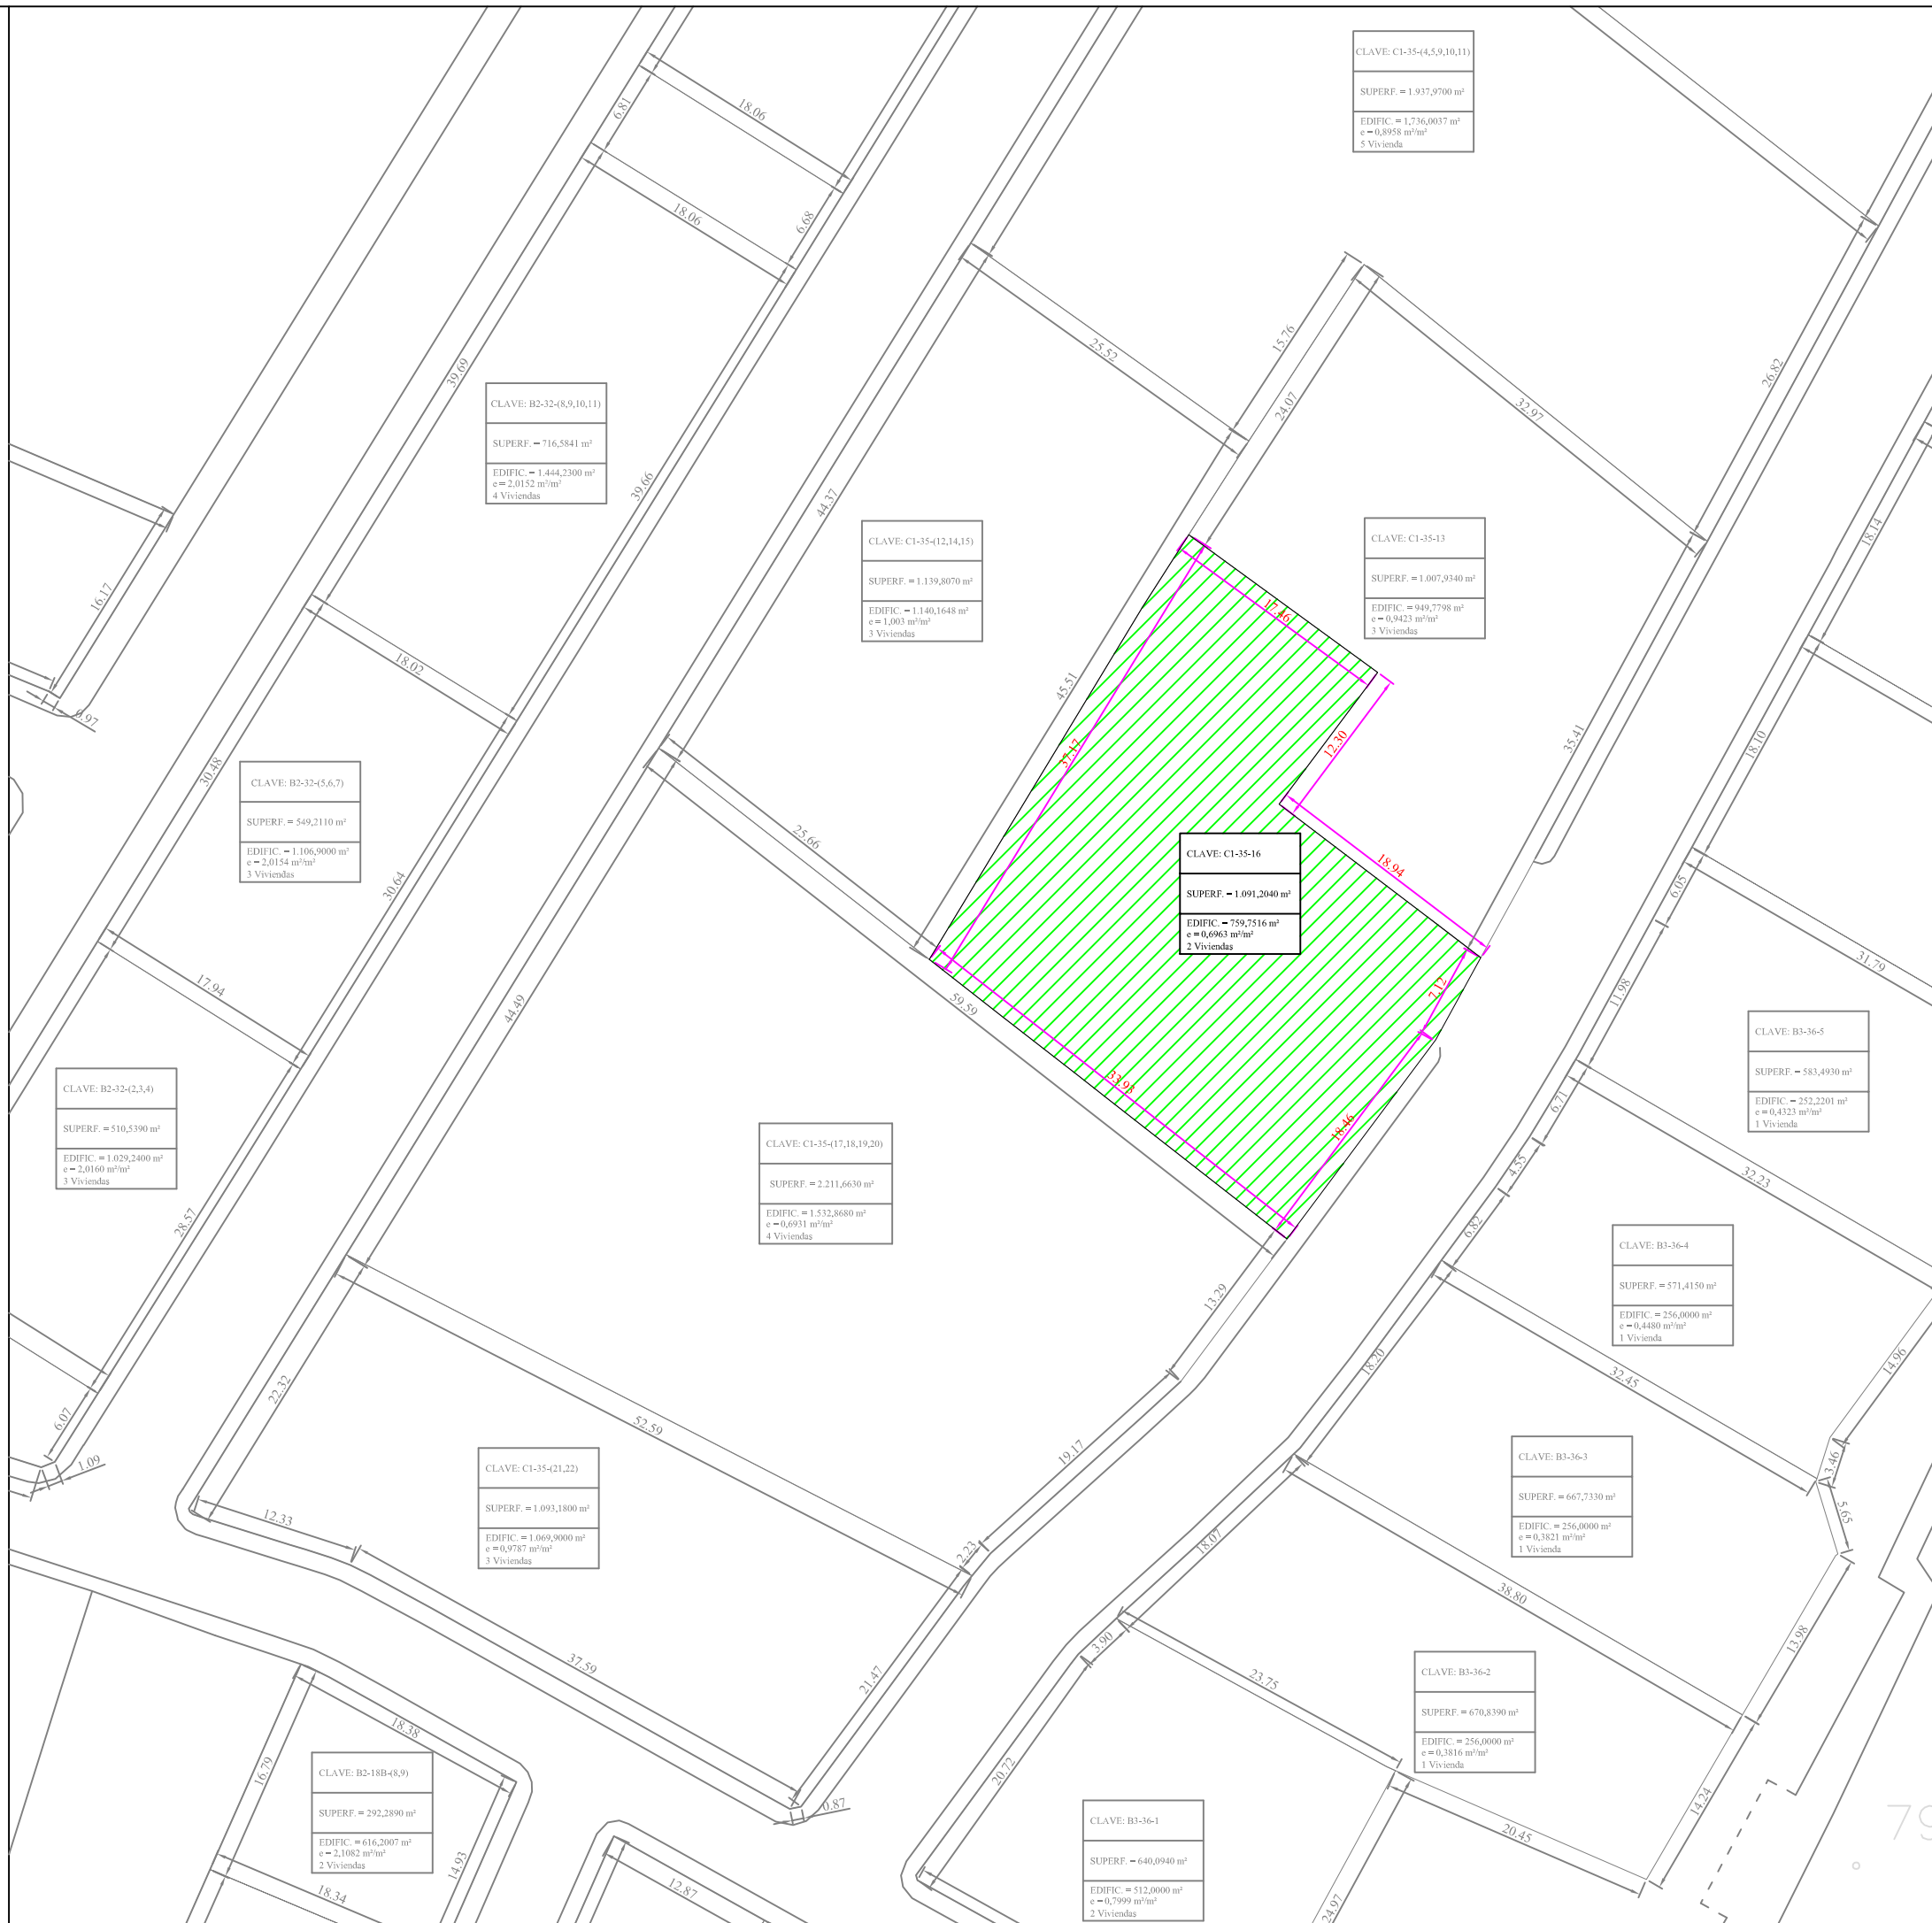 CLAVE: C1-35-(4,5,9,10,11)
SUPERF. = 1.937,9700 m²
EDIFIC. = 1,736,0037 m²
e = 0,8958 m²/m²
5 Vivienda
18.06
6.81
18.06
6.68
39.69
CLAVE: B2-32-(8,9,10,11)
SUPERF. = 716,5841 m²
EDIFIC. = 1.444,2300 m²
e = 2,0152 m²/m²
4 Viviendas
39.66
25.52
15.76
24.07
32.97
26.82
44.37
CLAVE: C1-35-(12,14,15)
SUPERF. = 1.139,8070 m²
EDIFIC. = 1.140,1648 m²
e = 1,003 m²/m²
3 Viviendas
CLAVE: C1-35-13
SUPERF. = 1.007,9340 m²
EDIFIC. = 949,7798 m²
e = 0,9423 m²/m²
3 Viviendas
18.14
16.17
17.46
18.02
45.51
0.97
12.30
37.17
35.41
18.10
30.48
CLAVE: B2-32-(5,6,7)
SUPERF. = 549,2110 m²
EDIFIC. = 1.106,9000 m²
e = 2,0154 m²/m²
3 Viviendas
25.66
30.64
CLAVE: C1-35-16
SUPERF. = 1.091,2040 m²
EDIFIC. = 759,7516 m²
e = 0,6963 m²/m²
2 Viviendas
18.94
6.05
31.79
17.94
44.49
59.59
7.12
11.98
CLAVE: B3-36-5
SUPERF. = 583,4930 m²
EDIFIC. = 252,2201 m²
e = 0,4323 m²/m²
1 Vivienda
CLAVE: B2-32-(2,3,4)
SUPERF. = 510,5390 m²
EDIFIC. = 1.029,2400 m²
e = 2,0160 m²/m²
3 Viviendas
33.93
18.46
6.71
4.55
32.23
CLAVE: C1-35-(17,18,19,20)
SUPERF. = 2.211,6630 m²
EDIFIC. = 1.532,8680 m²
e = 0,6931 m²/m²
4 Viviendas
28.57
6.82
CLAVE: B3-36-4
SUPERF. = 571,4150 m²
EDIFIC. = 256,0000 m²
e = 0,4480 m²/m²
1 Vivienda
13.29
18.20
32.45
14.96
22.32
52.59
6.07
1.09
19.17
3.46
5.65
CLAVE: C1-35-(21,22)
SUPERF. = 1.093,1800 m²
EDIFIC. = 1.069,9000 m²
e = 0,9787 m²/m²
3 Viviendas
CLAVE: B3-36-3
SUPERF. = 667,7330 m²
EDIFIC. = 256,0000 m²
e = 0,3821 m²/m²
1 Vivienda
12.33
2.23
18.07
38.80
13.98
3.90
37.59
21.47
23.75
CLAVE: B3-36-2
SUPERF. = 670,8390 m²
EDIFIC. = 256,0000 m²
e = 0,3816 m²/m²
1 Vivienda
18.38
16.79
20.72
14.24
CLAVE: B2-18B-(8,9)
SUPERF. = 292,2890 m²
EDIFIC. = 616,2007 m²
e = 2,1082 m²/m²
2 Viviendas
0.87
CLAVE: B3-36-1
SUPERF. = 640,0940 m²
EDIFIC. = 512,0000 m²
e = 0,7999 m²/m²
2 Viviendas
20.45
79
14.93
18.34
12.87
24.97